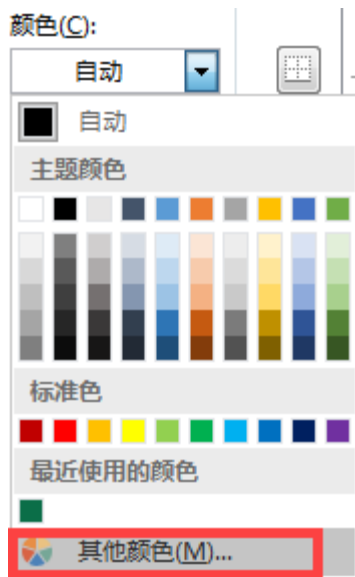 颜色(C):
自动
自动
主题颜色
标准色
最近使用的颜色
其他颜色(M)...